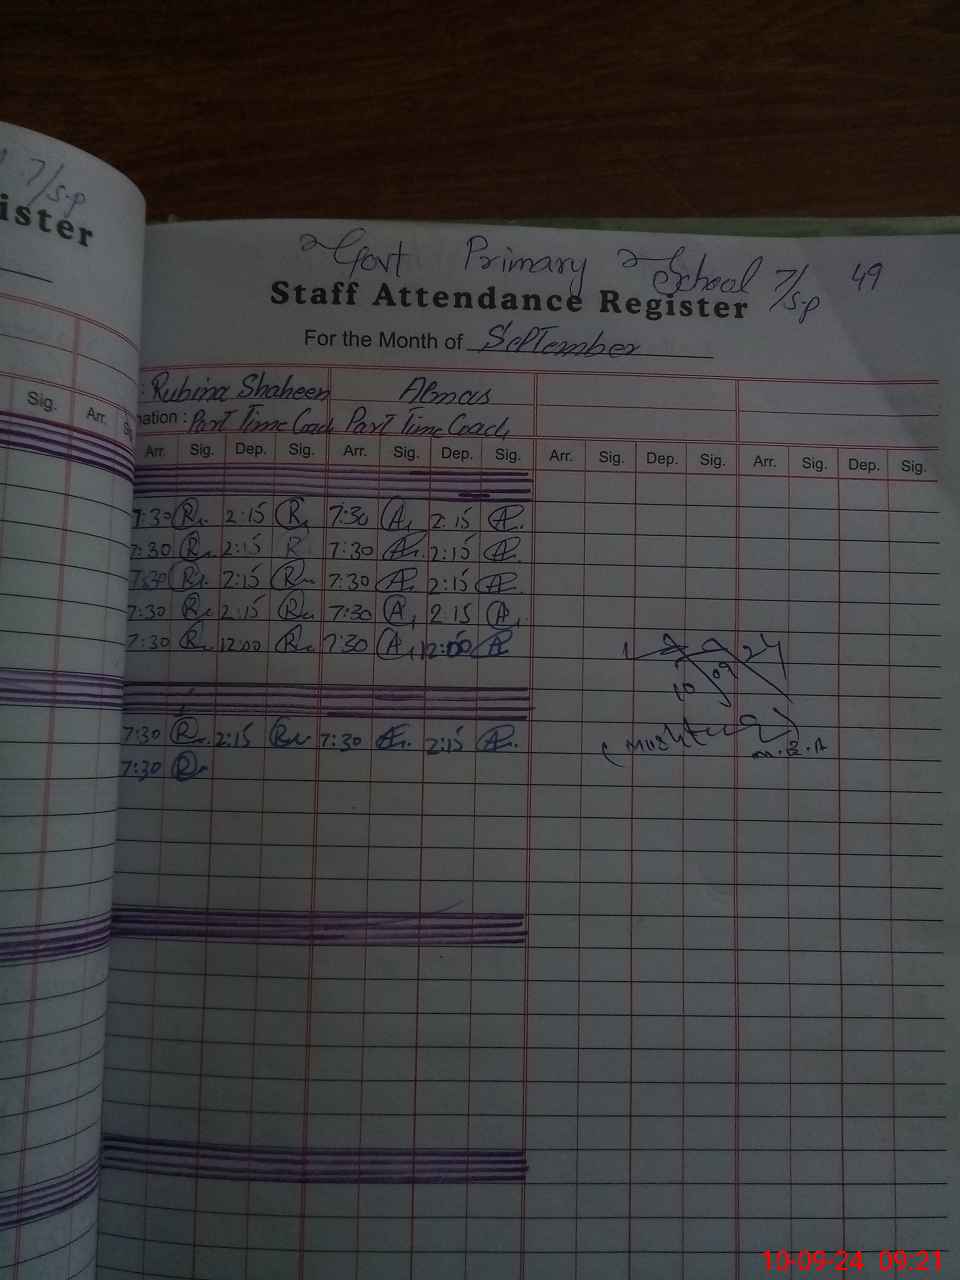 7/s.p
ister
Sig. Arr.
Govt Primary School 7/s.p 49
Staff Attendance Register
For the Month of September
Rubina Shaheen Almas
nation : Part Time Coach Part Time Coach
Arr. Sig. Dep. Sig. Arr. Sig. Dep. Sig. Arr. Sig. Dep. Sig. Arr. Sig. Dep. Sig.
7:30 R. 2:15 R. 7:30 A. 2:15 A.
7:30 R. 2:15 R 7:30 A. 2:15 A.
7:30 R. 2:15 R. 7:30 A. 2:15 A.
7:30 R. 2:15 R. 7:30 A. 2:15 A.
7:30 R. 12:00 R. 7:30 A. 12:00 A
10 09 24
7:30 R. 2:15 R. 7:30 A. 2:15 A.
(Mushtaq)
M.E.A
7:30 R.
10-09-24 09:21